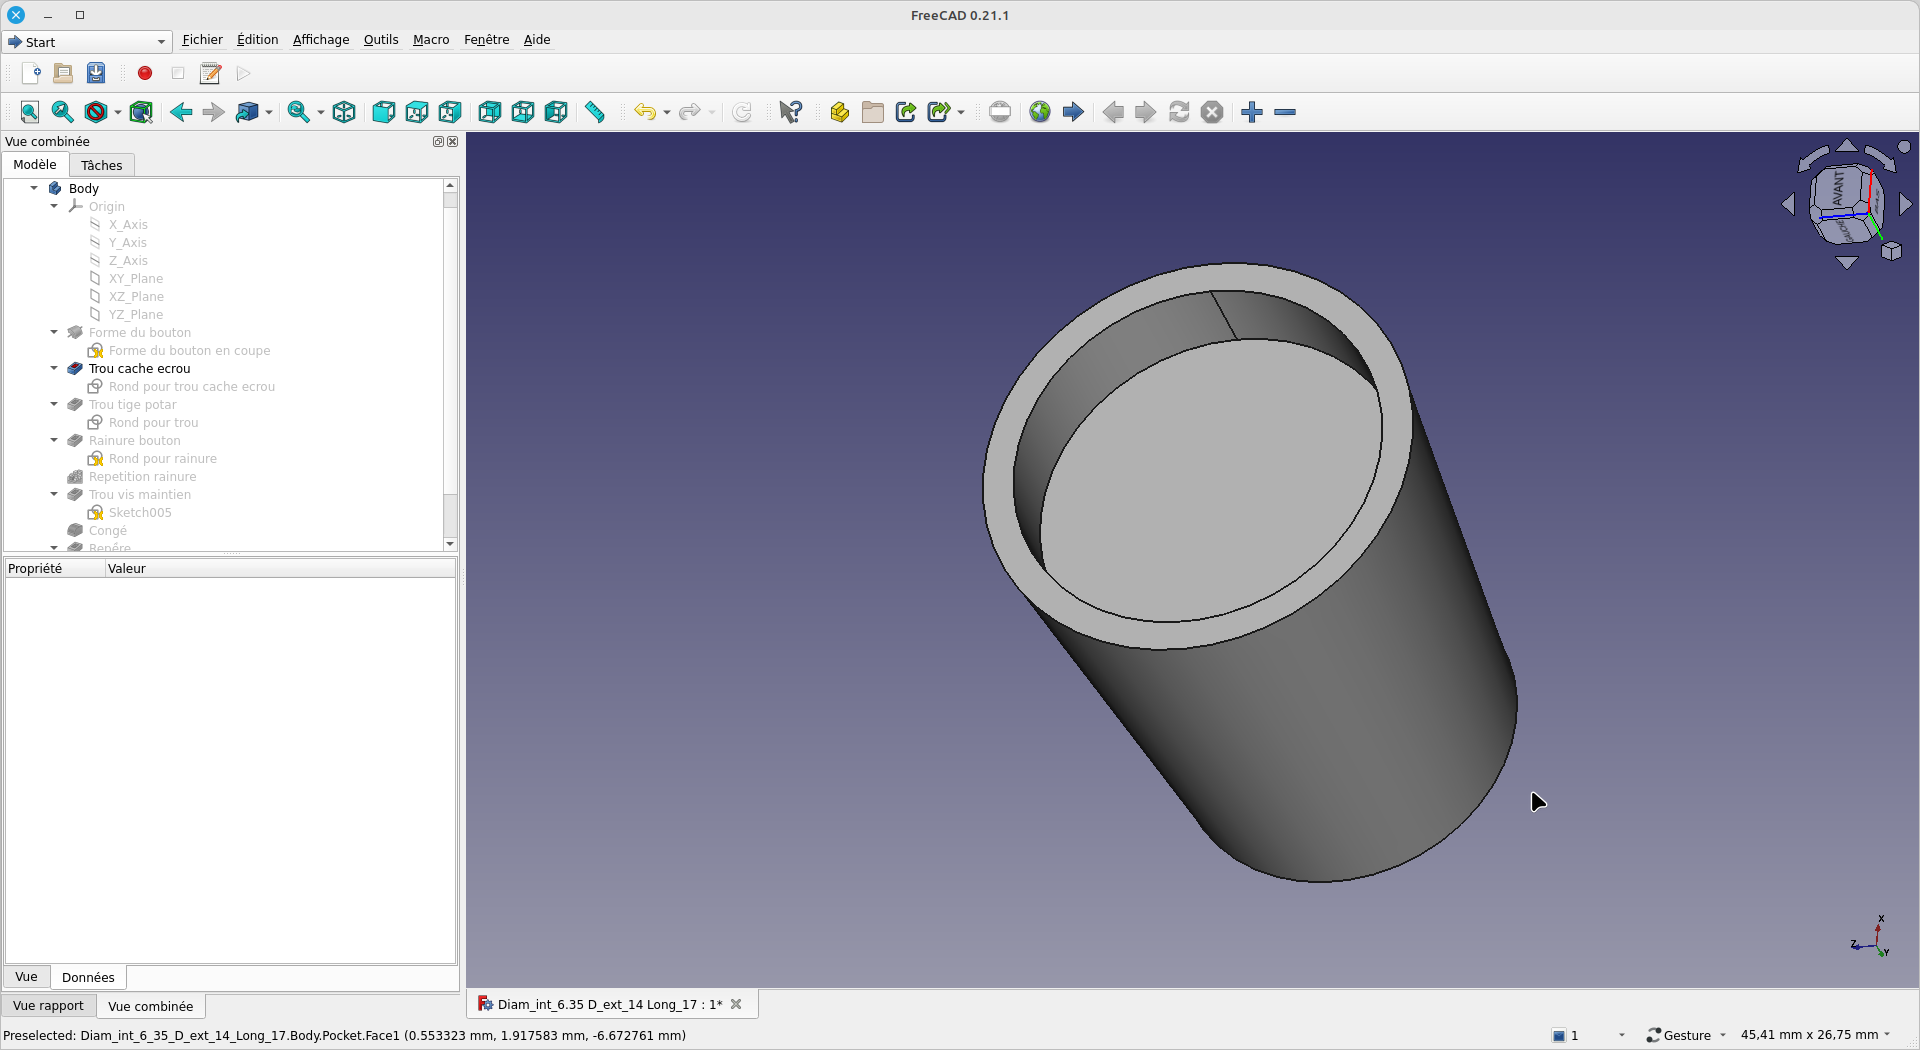 FreeCAD 0.21.1
Start
Fichier Édition Affichage Outils Macro Fenêtre Aide
Vue combinée
Modèle Tâches
Body
Origin
X_Axis
Y_Axis
Z_Axis
XY_Plane
XZ_Plane
YZ_Plane
Forme du bouton
Forme du bouton en coupe
Trou cache ecrou
Rond pour trou cache ecrou
Trou tige potar
Rond pour trou
Rainure bouton
Rond pour rainure
Repetition rainure
Trou vis maintien
Sketch005
Congé
Repêre
Propriété Valeur
Vue Données
Vue rapport Vue combinée
AVANT
X
Z
Y
Diam_int_6.35 D_ext_14 Long_17 : 1*
Preselected: Diam_int_6_35_D_ext_14_Long_17.Body.Pocket.Face1 (0.553323 mm, 1.917583 mm, -6.672761 mm)
1 Gesture 45,41 mm x 26,75 mm